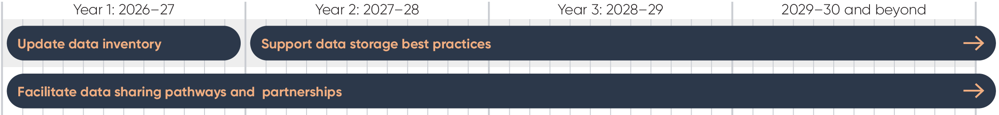 Year 1: 2026–27 Year 2: 2027–28 Year 3: 2028–29 2029–30 and beyond
Update data inventory Support data storage best practices
Facilitate data sharing pathways and  partnerships